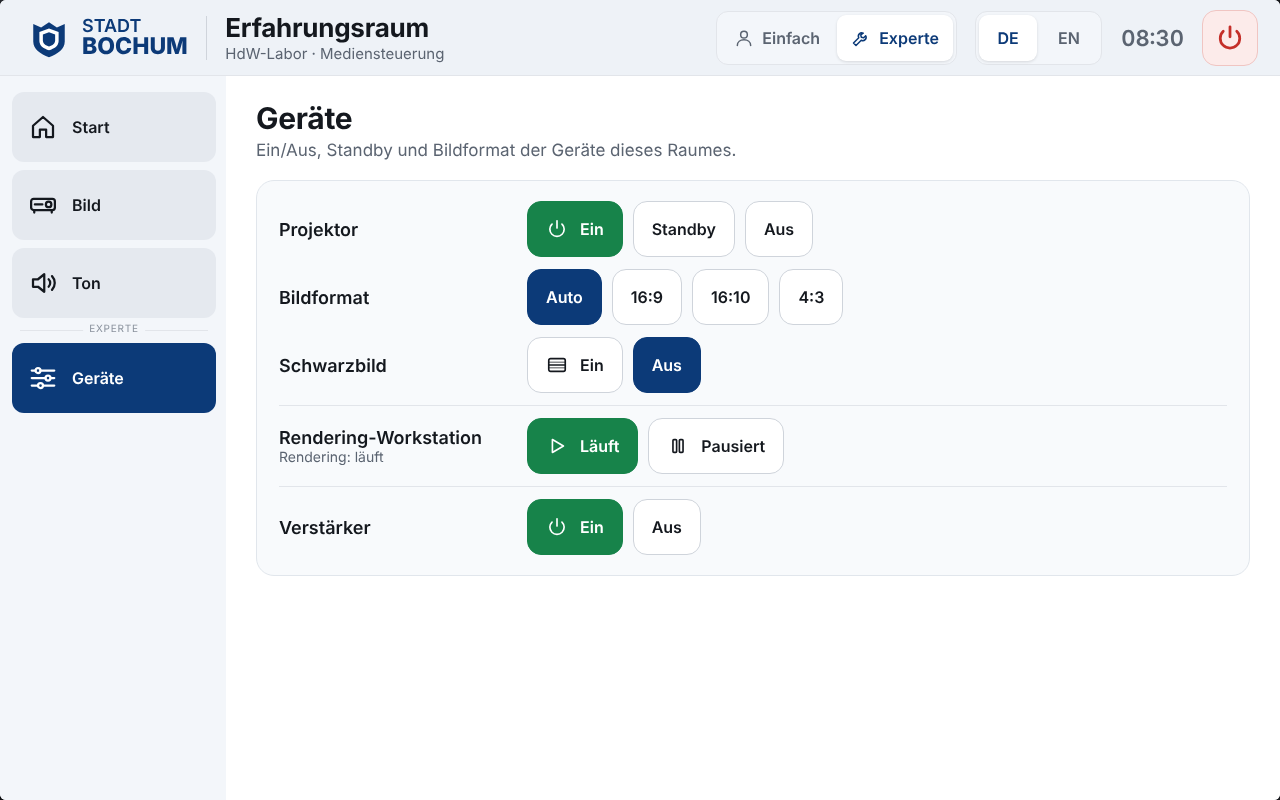 STADT
BOCHUM
Erfahrungsraum
HdW-Labor · Mediensteuerung
Einfach
Experte
DE
EN
08:30
Start
Bild
Ton
EXPERTE
Geräte
Geräte
Ein/Aus, Standby und Bildformat der Geräte dieses Raumes.
Projektor
Ein
Standby
Aus
Bildformat
Auto
16:9
16:10
4:3
Schwarzbild
Ein
Aus
Rendering-Workstation
Rendering: läuft
Läuft
Pausiert
Verstärker
Ein
Aus